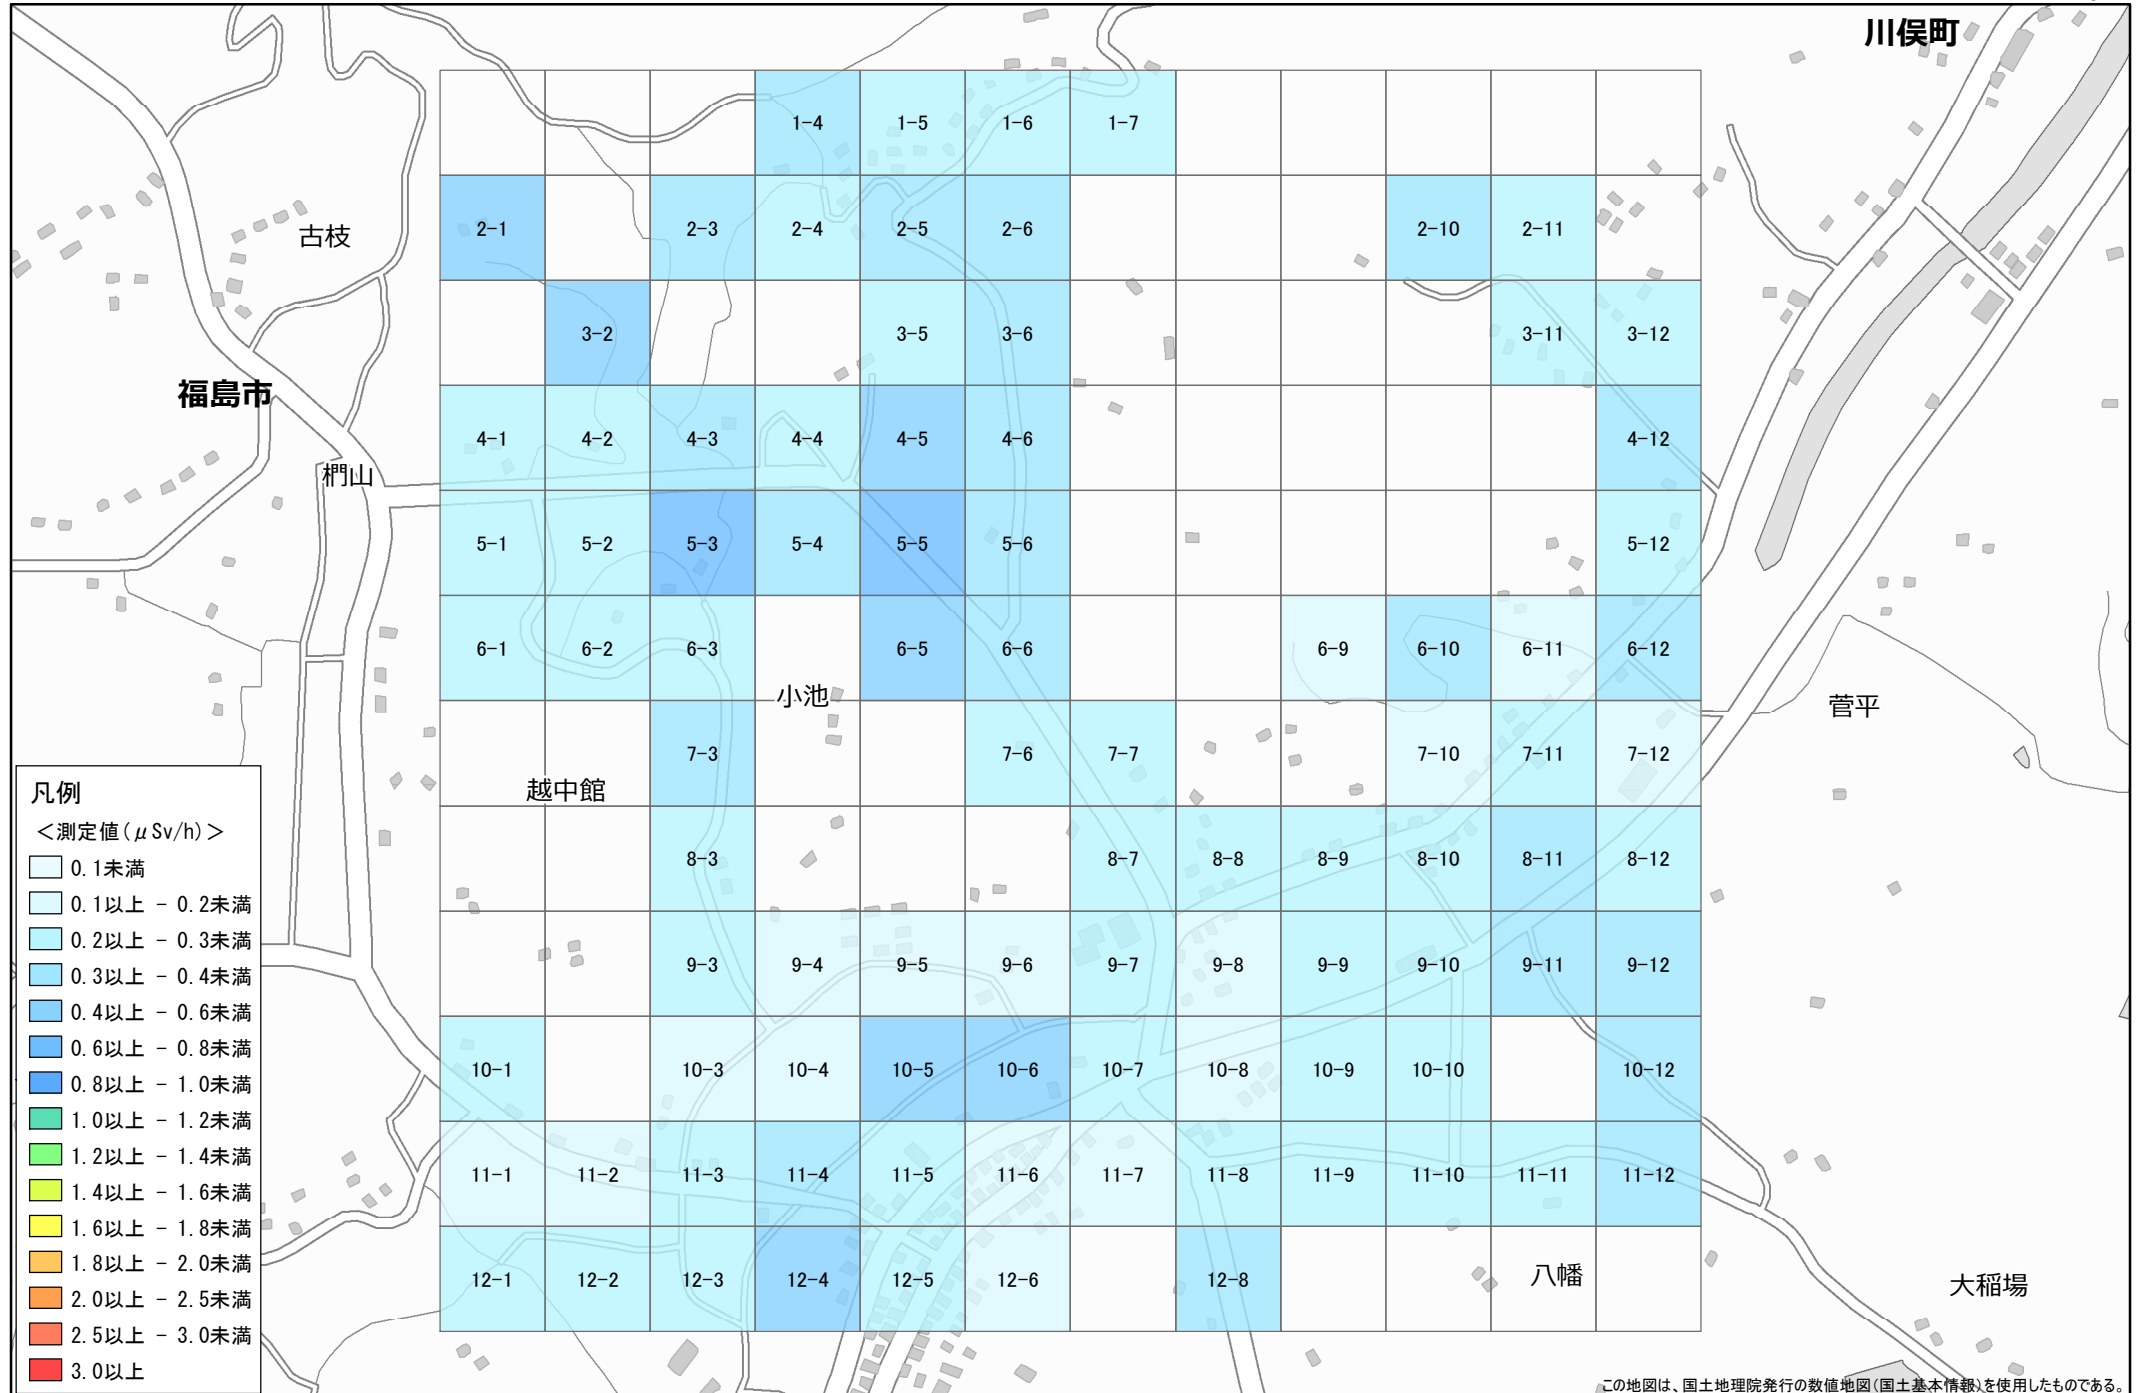 川俣町
1-4 1-5 1-6 1-7
2-1 2-3 2-4 2-5 2-6 2-10 2-11
古枝
3-2 3-5 3-6 3-11 3-12
福島市
4-1 4-2 4-3 4-4 4-5 4-6 4-12
椚山
5-1 5-2 5-3 5-4 5-5 5-6 5-12
6-1 6-2 6-3 6-5 6-6 6-9 6-10 6-11 6-12
小池
菅平
7-3 7-6 7-7 7-10 7-11 7-12
越中館
8-3 8-7 8-8 8-9 8-10 8-11 8-12
9-3 9-4 9-5 9-6 9-7 9-8 9-9 9-10 9-11 9-12
10-1 10-3 10-4 10-5 10-6 10-7 10-8 10-9 10-10 10-12
11-1 11-2 11-3 11-4 11-5 11-6 11-7 11-8 11-9 11-10 11-11 11-12
12-1 12-2 12-3 12-4 12-5 12-6 12-8
八幡
大稲場
凡例
＜測定値(μSv/h)＞
0.1未満
0.1以上 － 0.2未満
0.2以上 － 0.3未満
0.3以上 － 0.4未満
0.4以上 － 0.6未満
0.6以上 － 0.8未満
0.8以上 － 1.0未満
1.0以上 － 1.2未満
1.2以上 － 1.4未満
1.4以上 － 1.6未満
1.6以上 － 1.8未満
1.8以上 － 2.0未満
2.0以上 － 2.5未満
2.5以上 － 3.0未満
3.0以上
この地図は、国土地理院発行の数値地図(国土基本情報)を使用したものである。